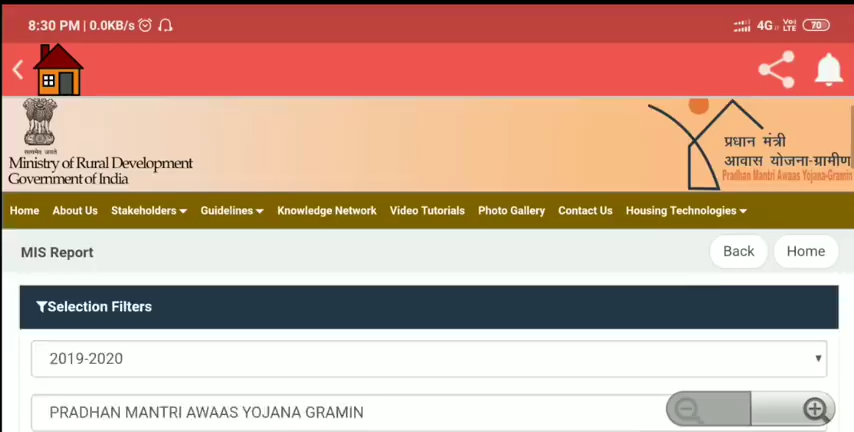 8:30 PM | 0.0KB/s
4G
Vo)
LTE
70
सत्यमेव जयते
Ministry of Rural Development
Government of India
प्रधान मंत्री
आवास योजना-ग्रामीण
Pradhan Mantri Awaas Yojana-Gramin
Home About Us Stakeholders Guidelines Knowledge Network Video Tutorials Photo Gallery Contact Us Housing Technologies
MIS Report Back Home
Selection Filters
2019-2020
PRADHAN MANTRI AWAAS YOJANA GRAMIN